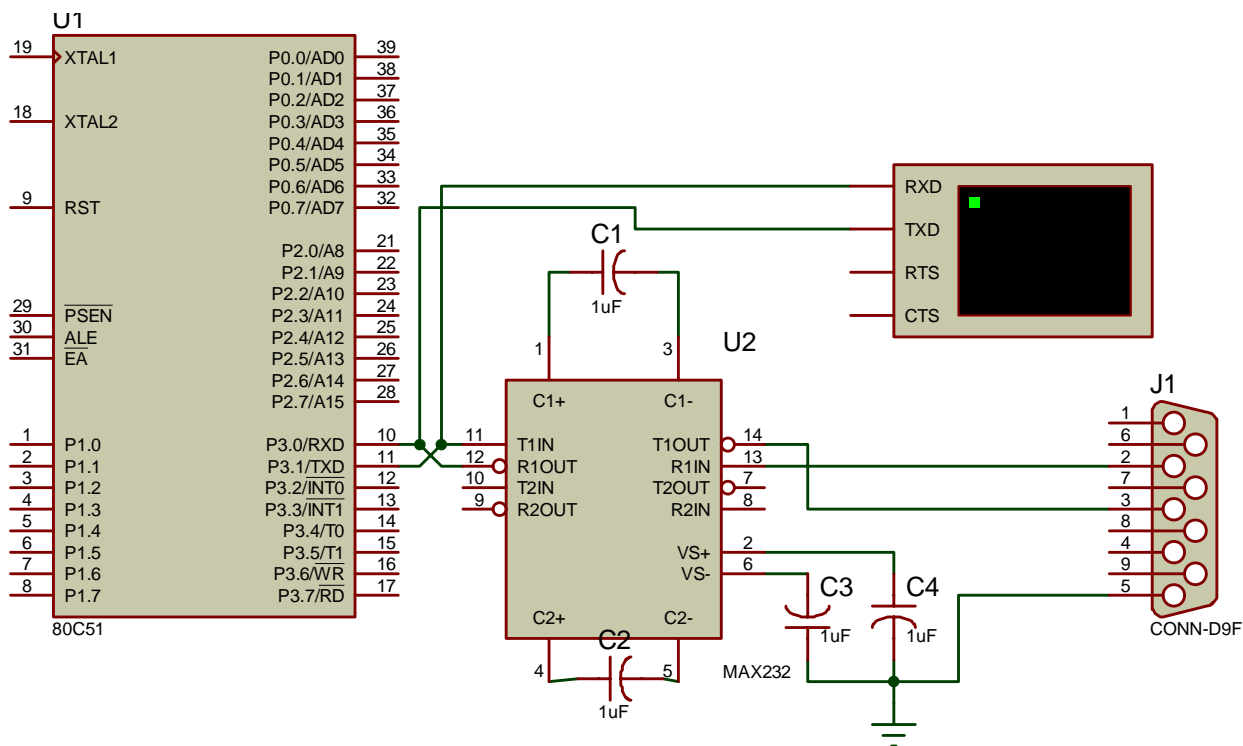 U1
19 XTAL1
18 XTAL2
9 RST
29 PSEN
30 ALE
31 EA
1 P1.0
2 P1.1
3 P1.2
4 P1.3
5 P1.4
6 P1.5
7 P1.6
8 P1.7
P0.0/AD0 39
P0.1/AD1 38
P0.2/AD2 37
P0.3/AD3 36
P0.4/AD4 35
P0.5/AD5 34
P0.6/AD6 33
P0.7/AD7 32
P2.0/A8 21
P2.1/A9 22
P2.2/A10 23
P2.3/A11 24
P2.4/A12 25
P2.5/A13 26
P2.6/A14 27
P2.7/A15 28
P3.0/RXD 10
P3.1/TXD 11
P3.2/INT0 12
P3.3/INT1 13
P3.4/T0 14
P3.5/T1 15
P3.6/WR 16
P3.7/RD 17
80C51
C1
1uF
U2
1 3
C1+ C1-
11 T1IN
12 R1OUT
10 T2IN
9 R2OUT
T1OUT 14
R1IN 13
T2OUT 7
R2IN 8
VS+ 2
VS- 6
C2+ C2-
4 5
C2
1uF
MAX232
C3
1uF
C4
1uF
RXD
TXD
RTS
CTS
J1
1
6
2
7
3
8
4
9
5
CONN-D9F